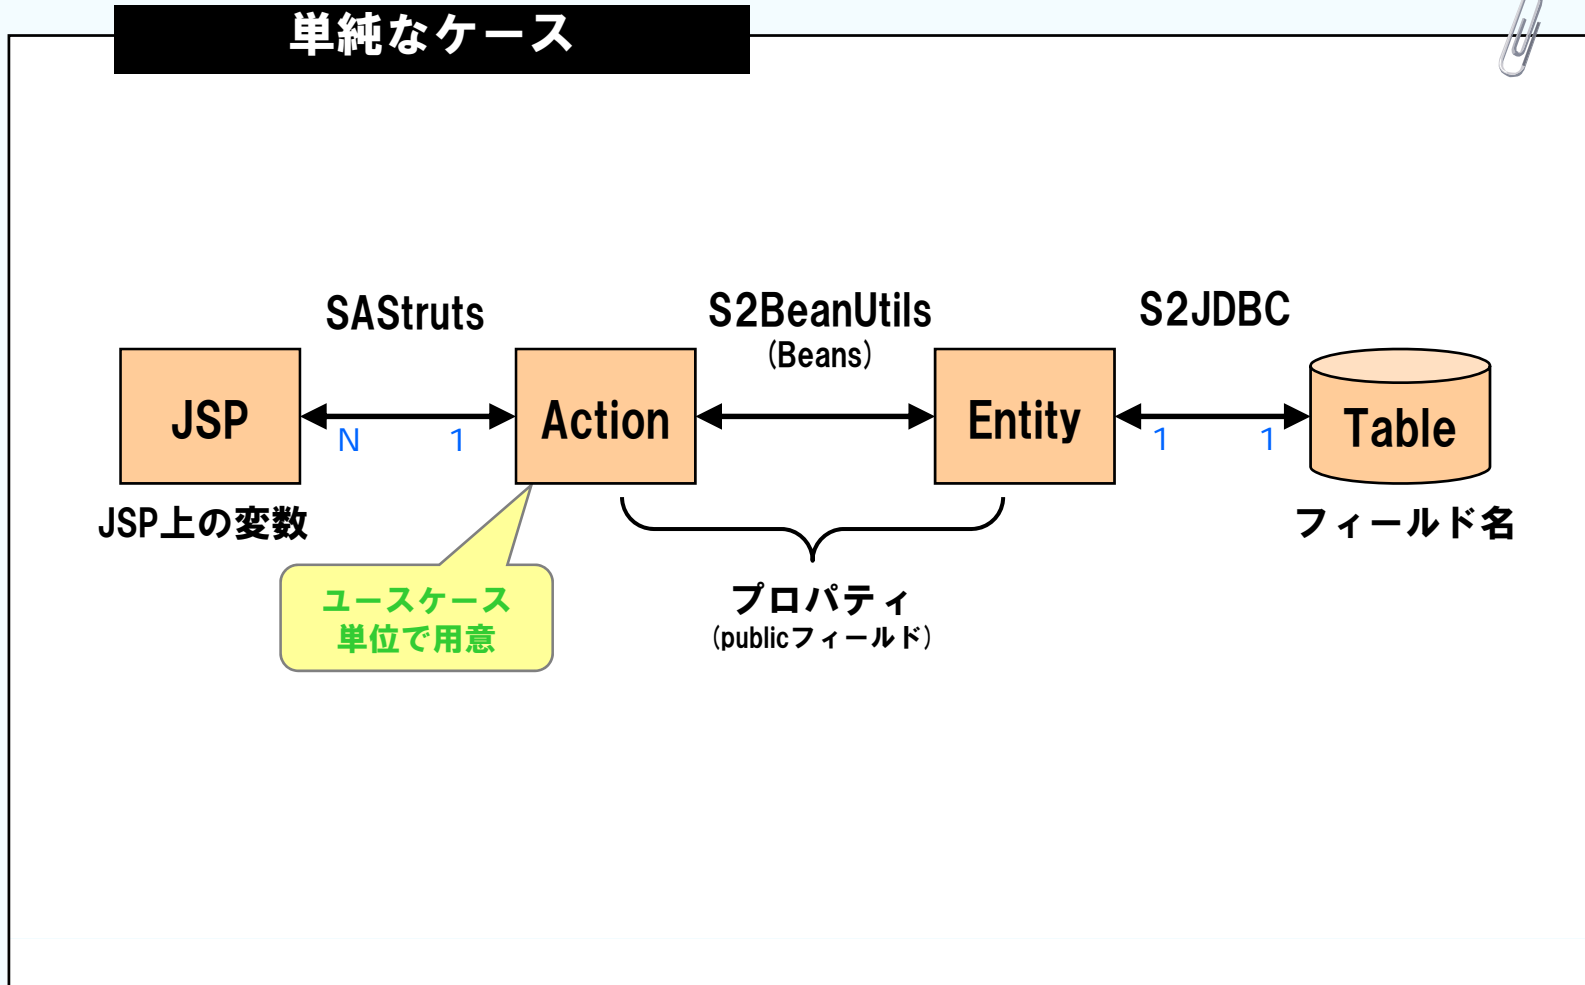 単純なケース
SAStruts
S2BeanUtils
(Beans)
S2JDBC
JSP
Action
Entity
Table
N
1
1
1
JSP上の変数
フィールド名
ユースケース
単位で用意
プロパティ
(publicフィールド)